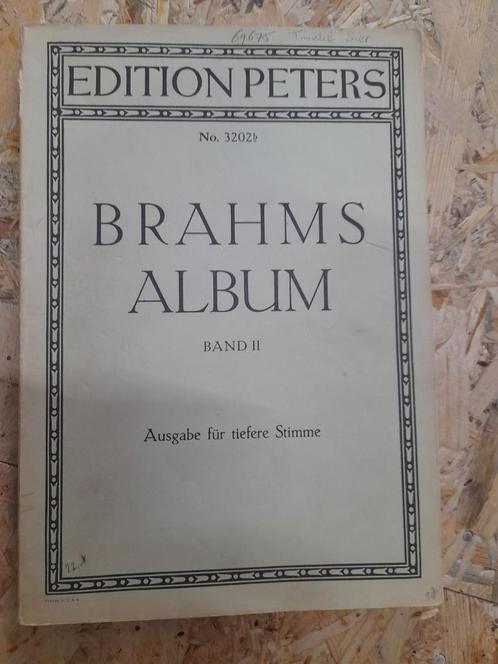 69675
EDITION PETERS
No. 3202b
BRAHMS
ALBUM
BAND II
Ausgabe für tiefere Stimme